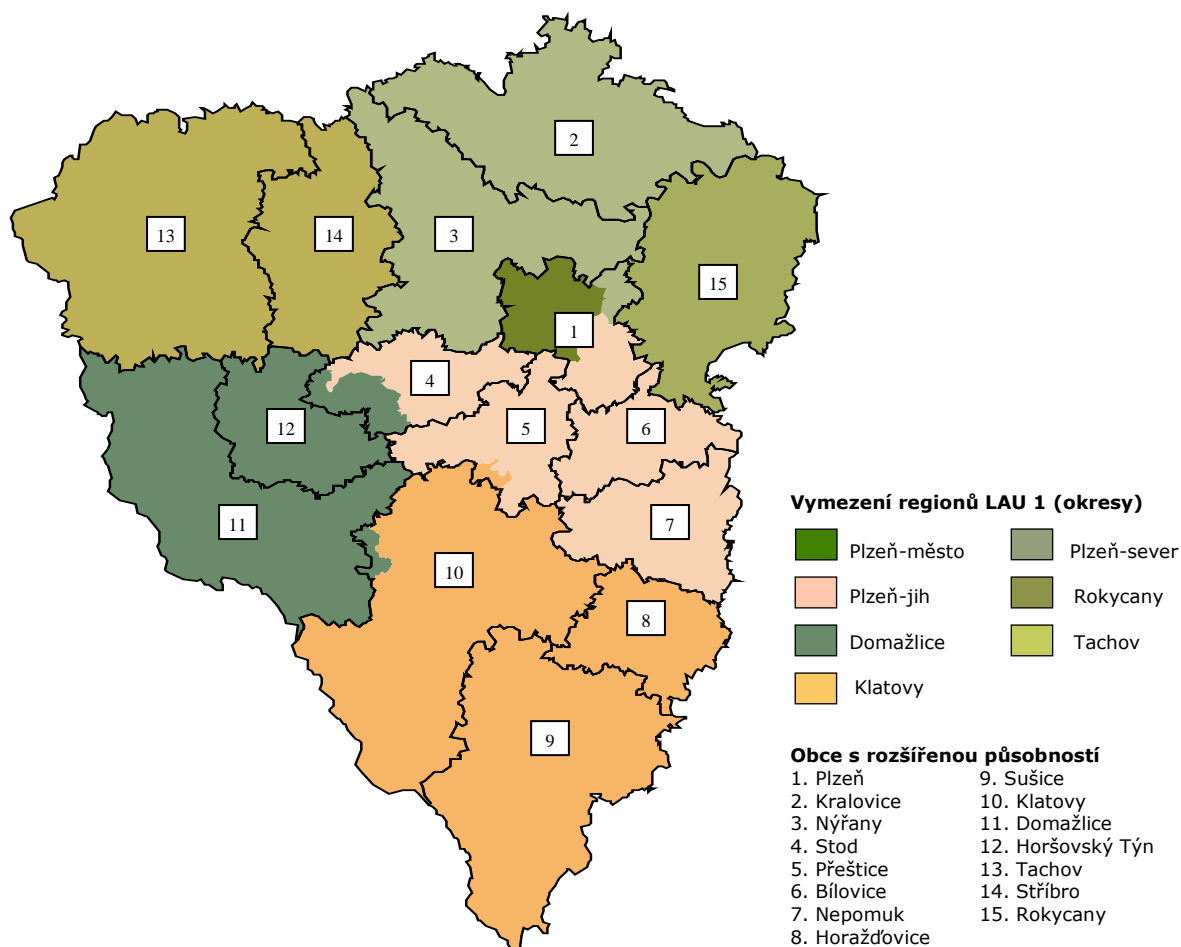 2
13
14
3
15
1
4
5
6
12
11
7
10
8
9
Vymezení regionů LAU 1 (okresy)
Plzeň-město
Plzeň-sever
Plzeň-jih
Rokycany
Domažlice
Tachov
Klatovy
Obce s rozšířenou působností
1. Plzeň
2. Kralovice
3. Nýřany
4. Stod
5. Přeštice
6. Bílovice
7. Nepomuk
8. Horažďovice
9. Sušice
10. Klatovy
11. Domažlice
12. Horšovský Týn
13. Tachov
14. Stříbro
15. Rokycany